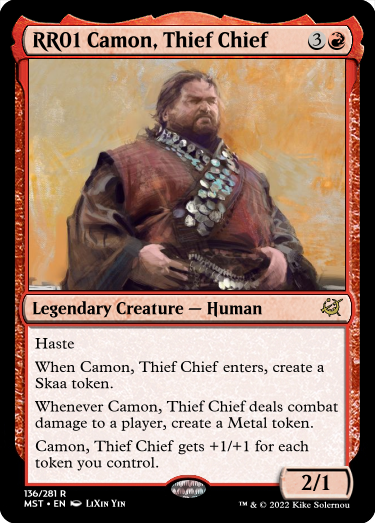 RR01 Camon, Thief Chief 3
Legendary Creature — Human
Haste
When Camon, Thief Chief enters, create a
Skaa token.
Whenever Camon, Thief Chief deals combat
damage to a player, create a Metal token.
Camon, Thief Chief gets +1/+1 for each
token you control.
2/1
136/281 R
MST • EN LiXin Yin
™ & © 2022 Kike Solernou